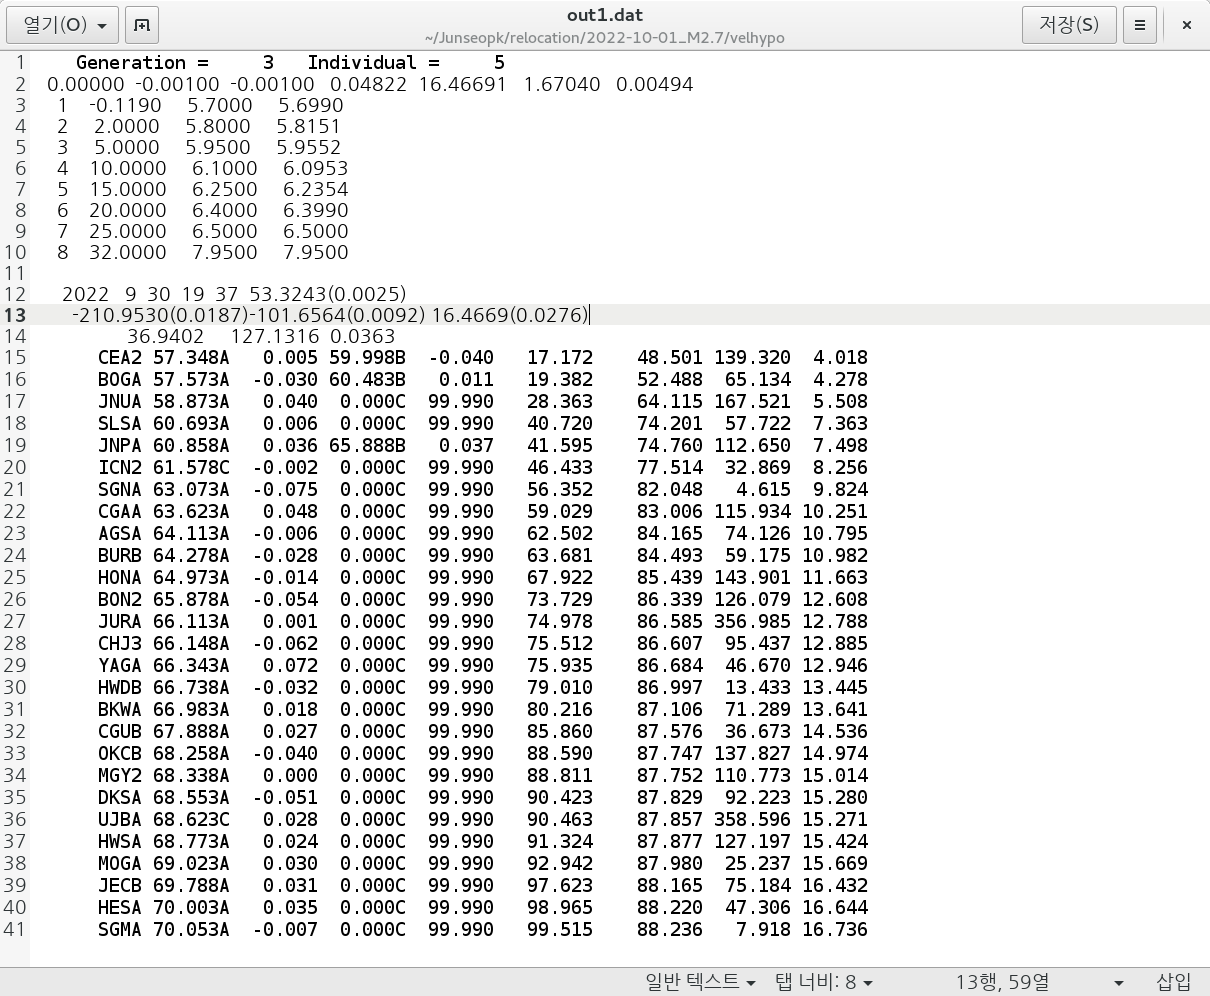 열기(O)
out1.dat
~/Junseopk/relocation/2022-10-01_M2.7/velhypo
저장(S)
1 Generation = 3 Individual = 5
2 0.00000 -0.00100 -0.00100 0.04822 16.46691 1.67040 0.00494
3 1 -0.1190 5.7000 5.6990
4 2 2.0000 5.8000 5.8151
5 3 5.0000 5.9500 5.9552
6 4 10.0000 6.1000 6.0953
7 5 15.0000 6.2500 6.2354
8 6 20.0000 6.4000 6.3990
9 7 25.0000 6.5000 6.5000
10 8 32.0000 7.9500 7.9500
11
12 2022 9 30 19 37 53.3243(0.0025)
13 -210.9530(0.0187)-101.6564(0.0092) 16.4669(0.0276)
14 36.9402 127.1316 0.0363
15 CEA2 57.348A 0.005 59.998B -0.040 17.172 48.501 139.320 4.018
16 BOGA 57.573A -0.030 60.483B 0.011 19.382 52.488 65.134 4.278
17 JNUA 58.873A 0.040 0.000C 99.990 28.363 64.115 167.521 5.508
18 SLSA 60.693A 0.006 0.000C 99.990 40.720 74.201 57.722 7.363
19 JNPA 60.858A 0.036 65.888B 0.037 41.595 74.760 112.650 7.498
20 ICN2 61.578C -0.002 0.000C 99.990 46.433 77.514 32.869 8.256
21 SGNA 63.073A -0.075 0.000C 99.990 56.352 82.048 4.615 9.824
22 CGAA 63.623A 0.048 0.000C 99.990 59.029 83.006 115.934 10.251
23 AGSA 64.113A -0.006 0.000C 99.990 62.502 84.165 74.126 10.795
24 BURB 64.278A -0.028 0.000C 99.990 63.681 84.493 59.175 10.982
25 HONA 64.973A -0.014 0.000C 99.990 67.922 85.439 143.901 11.663
26 BON2 65.878A -0.054 0.000C 99.990 73.729 86.339 126.079 12.608
27 JURA 66.113A 0.001 0.000C 99.990 74.978 86.585 356.985 12.788
28 CHJ3 66.148A -0.062 0.000C 99.990 75.512 86.607 95.437 12.885
29 YAGA 66.343A 0.072 0.000C 99.990 75.935 86.684 46.670 12.946
30 HWDB 66.738A -0.032 0.000C 99.990 79.010 86.997 13.433 13.445
31 BKWA 66.983A 0.018 0.000C 99.990 80.216 87.106 71.289 13.641
32 CGUB 67.888A 0.027 0.000C 99.990 85.860 87.576 36.673 14.536
33 OKCB 68.258A -0.040 0.000C 99.990 88.590 87.747 137.827 14.974
34 MGY2 68.338A 0.000 0.000C 99.990 88.811 87.752 110.773 15.014
35 DKSA 68.553A -0.051 0.000C 99.990 90.423 87.829 92.223 15.280
36 UJBA 68.623C 0.028 0.000C 99.990 90.463 87.857 358.596 15.271
37 HWSA 68.773A 0.024 0.000C 99.990 91.324 87.877 127.197 15.424
38 MOGA 69.023A 0.030 0.000C 99.990 92.942 87.980 25.237 15.669
39 JECB 69.788A 0.031 0.000C 99.990 97.623 88.165 75.184 16.432
40 HESA 70.003A 0.035 0.000C 99.990 98.965 88.220 47.306 16.644
41 SGMA 70.053A -0.007 0.000C 99.990 99.515 88.236 7.918 16.736
일반 텍스트 탭 너비: 8 13행, 59열 삽입